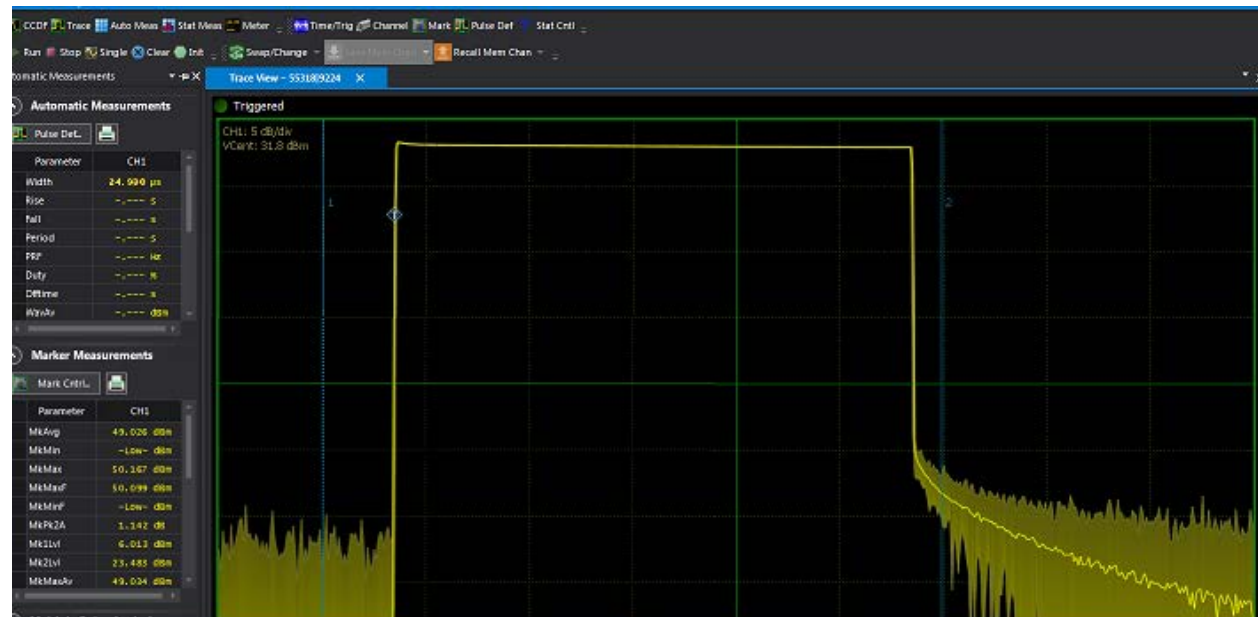 CCDF Trace Auto Meas Stat Meas Meter Time/Trig Channel Mark Pulse Def Stat Cntl
Run Stop Single Clear Init Swap/Change Recall Mem Chan
tomatic Measurements
Trace View - 5531809224 X
Automatic Measurements
Pulse Def..
Parameter CH1
Width 24.990 µs
Rise -.--- s
Fall -.--- s
Period -.--- s
PRF -.--- Hz
Duty -.--- %
Offtime -.--- s
WavAv -.--- dBm
Marker Measurements
Mark Cntrl..
Parameter CH1
MkAvg 49.026 dBm
MkMin -Low- dBm
MkMax 50.167 dBm
MkMaxF 50.099 dBm
MkMinF -Low- dBm
MkPk2A 1.142 dB
Mk1Lvl 6.013 dBm
Mk2Lvl 23.483 dBm
MkMaxAv 49.034 dBm
Triggered
CH1: 5 dB/div
VCent: 31.8 dBm
1
2